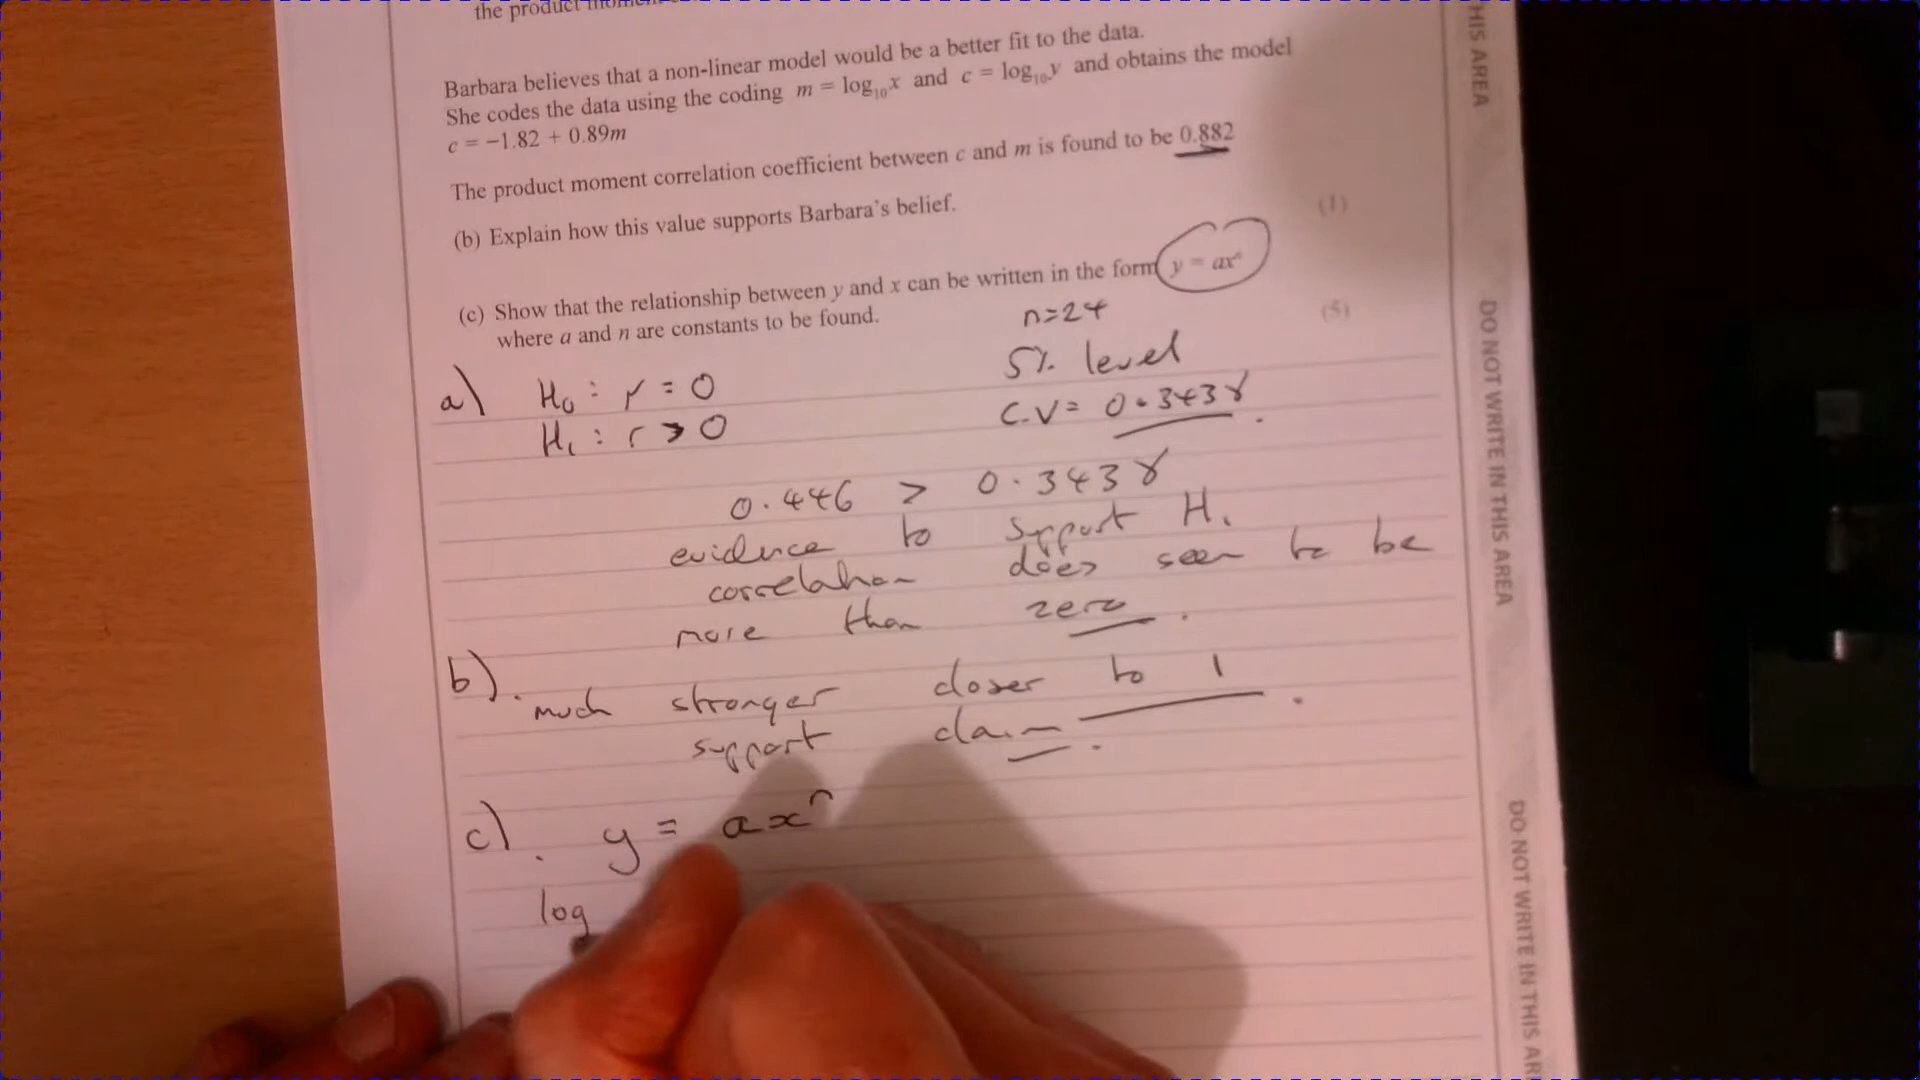 the product
Barbara believes that a non-linear model would be a better fit to the data.
She codes the data using the coding m = log₁₀x and c = log₁₀y and obtains the model
c = −1.82 + 0.89m
The product moment correlation coefficient between c and m is found to be 0.882
(b) Explain how this value supports Barbara's belief.
(1)
(c) Show that the relationship between y and x can be written in the form y = axⁿ
where a and n are constants to be found.
(5)
n=24
5% level
C.V = 0.3438
a) H₀ : r = 0
H₁ : r > 0
0.446 > 0.3438
evidence to support H₁
correlation does seem to be
more than zero.
b). much stronger closer to 1.
support claim.
c). y = axⁿ
log
HIS AREA
DO NOT WRITE IN THIS AREA
DO NOT WRITE IN THIS AR